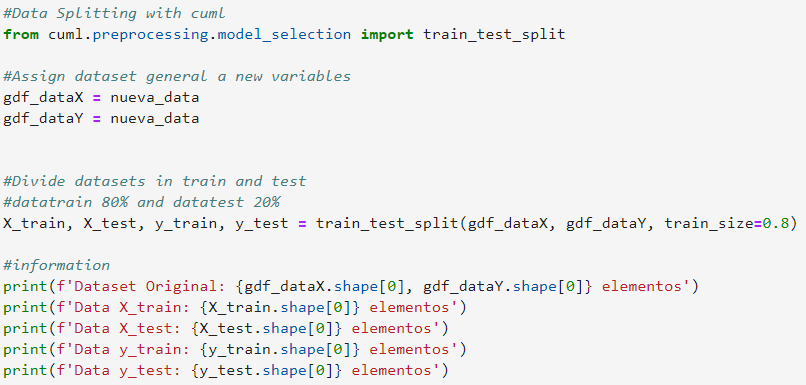 #Data Splitting with cuml
from cuml.preprocessing.model_selection import train_test_split
#Assign dataset general a new variables
gdf_dataX = nueva_data
gdf_dataY = nueva_data
#Divide datasets in train and test
#datatrain 80% and datatest 20%
X_train, X_test, y_train, y_test = train_test_split(gdf_dataX, gdf_dataY, train_size=0.8)
#information
print(f'Dataset Original: {gdf_dataX.shape[0], gdf_dataY.shape[0]} elementos')
print(f'Data X_train: {X_train.shape[0]} elementos')
print(f'Data X_test: {X_test.shape[0]} elementos')
print(f'Data y_train: {y_train.shape[0]} elementos')
print(f'Data y_test: {y_test.shape[0]} elementos')